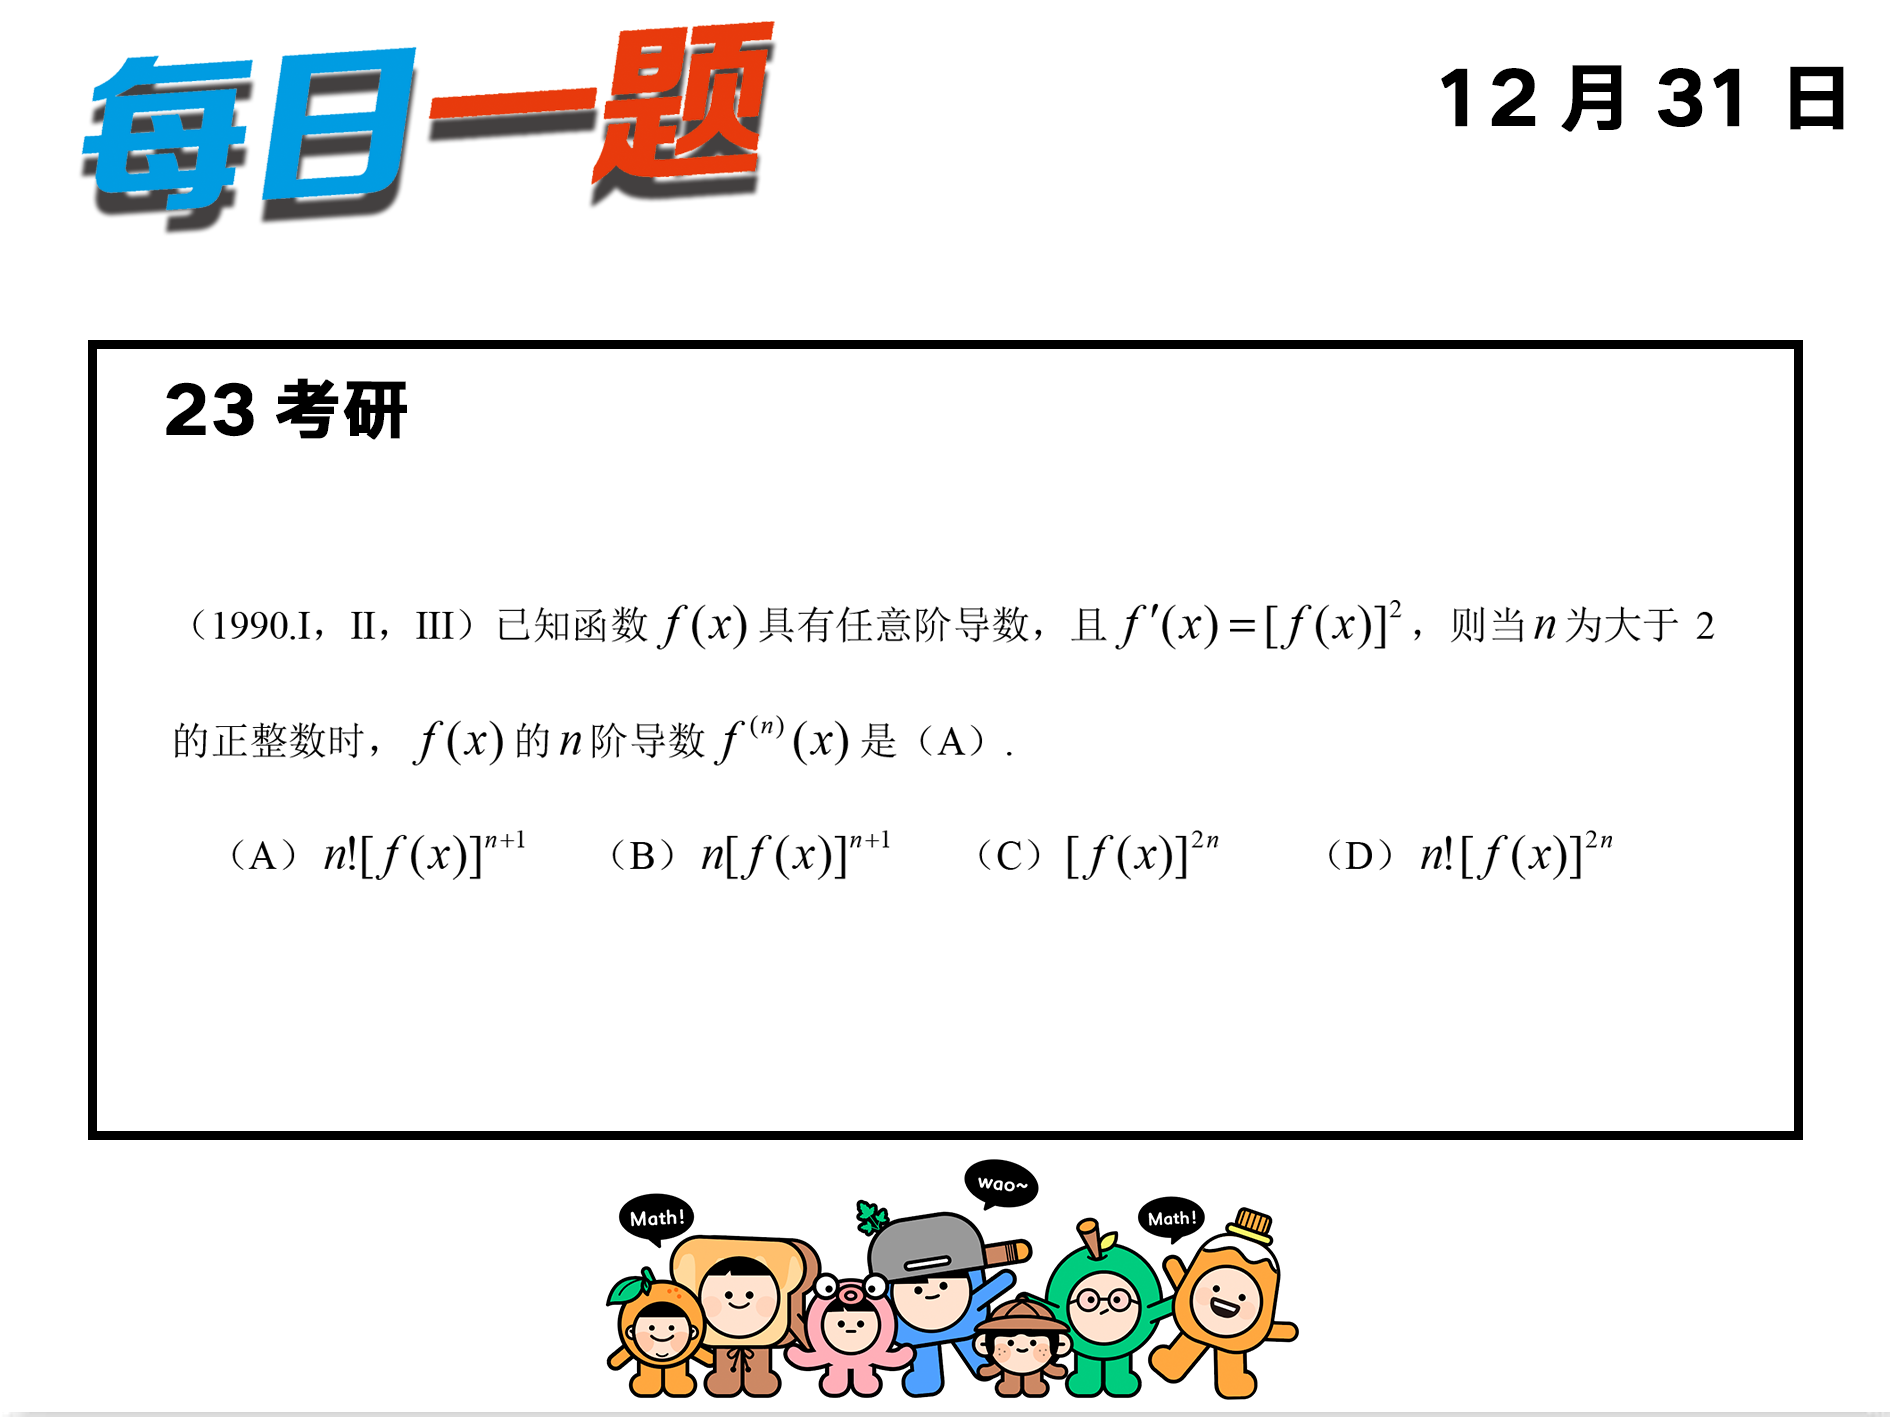 每日一题
12 月 31 日
23 考研
（1990.I，II，III）已知函数 f(x) 具有任意阶导数，且 f′(x)=[f(x)]²，则当 n 为大于 2
的正整数时， f(x) 的 n 阶导数 f⁽ⁿ⁾(x) 是（A）.
（A） n![f(x)]ⁿ⁺¹ （B） n[f(x)]ⁿ⁺¹ （C） [f(x)]²ⁿ （D） n![f(x)]²ⁿ
wao~
Math!
Math!